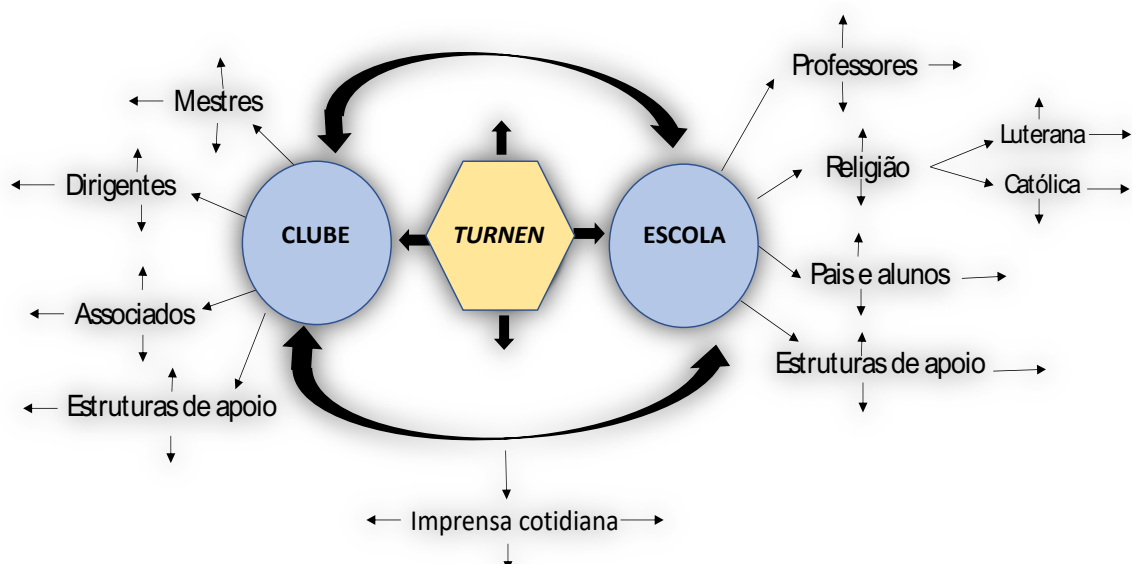 Professores
Mestres
Luterana
Religião
Dirigentes
Católica
CLUBE
TURNEN
ESCOLA
Pais e alunos
Associados
Estruturas de apoio
Estruturas de apoio
Imprensa cotidiana